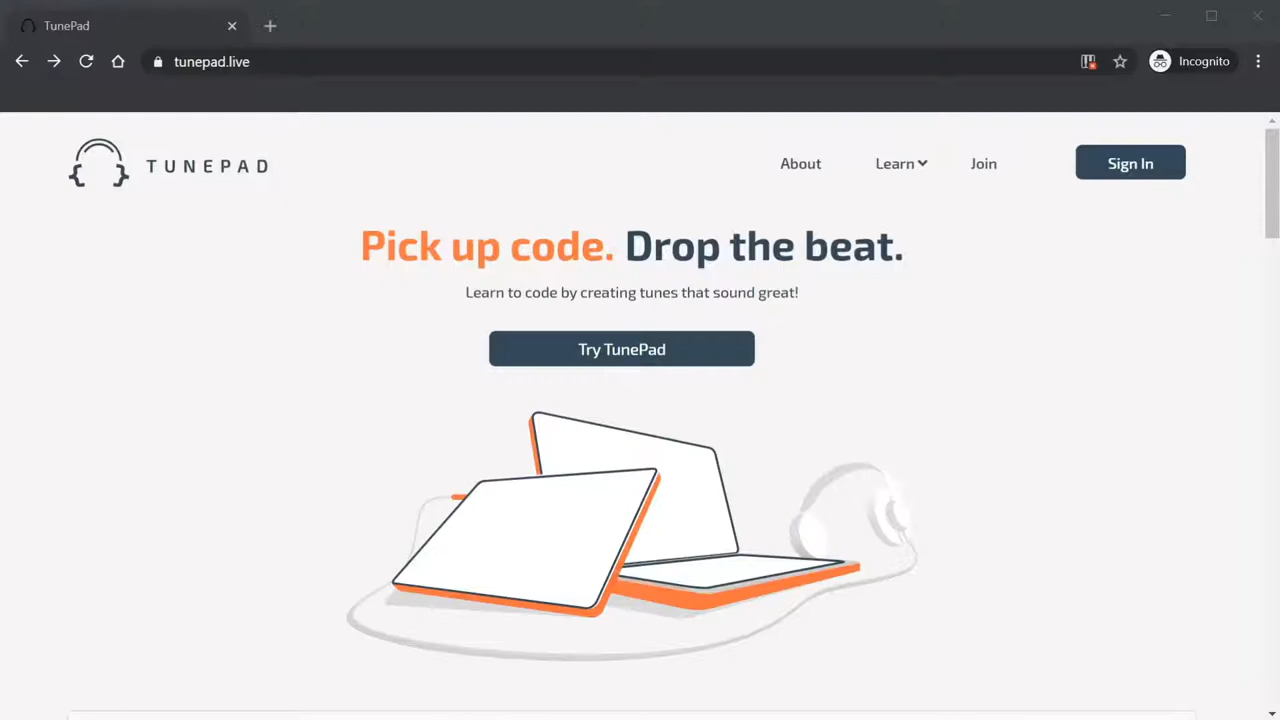 TunePad
tunepad.live
Incognito
TUNEPAD
About
Learn
Join
Sign In
Pick up code. Drop the beat.
Learn to code by creating tunes that sound great!
Try TunePad